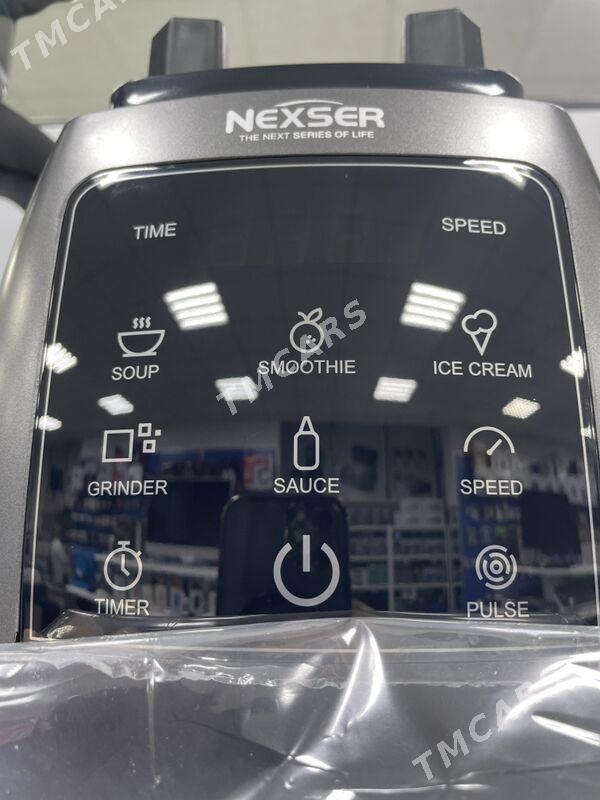 TMCARS
NEXSER
THE NEXT SERIES OF LIFE
TIME
SPEED
SOUP
SMOOTHIE
ICE CREAM
TMCARS
GRINDER
SAUCE
SPEED
TIMER
PULSE
TMCARS